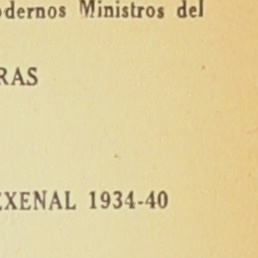 odernos Ministros del
RAS
EXENAL 1934-40